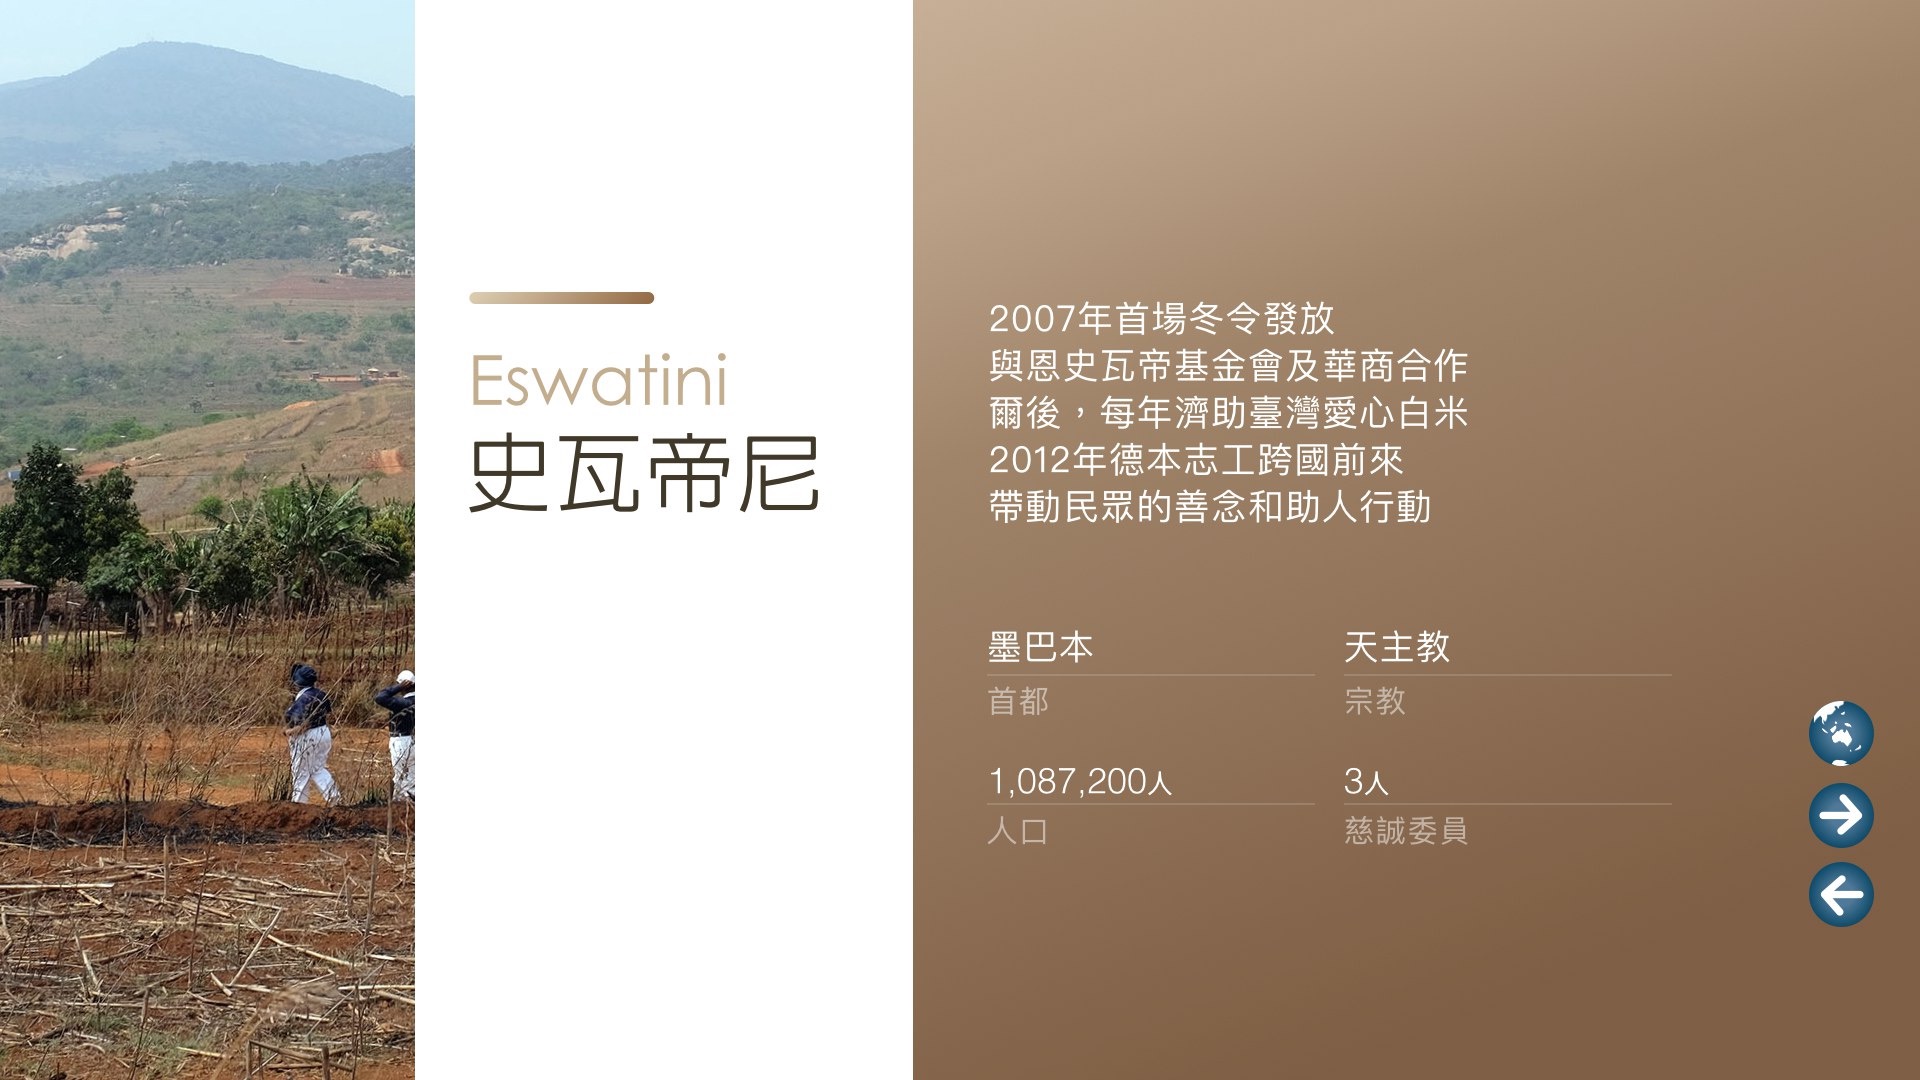 Eswatini
史瓦帝尼
2007年首場冬令發放
與恩史瓦帝基金會及華商合作
爾後，每年濟助臺灣愛心白米
2012年德本志工跨國前來
帶動民眾的善念和助人行動
墨巴本
首都
天主教
宗教
1,087,200人
人口
3人
慈誠委員